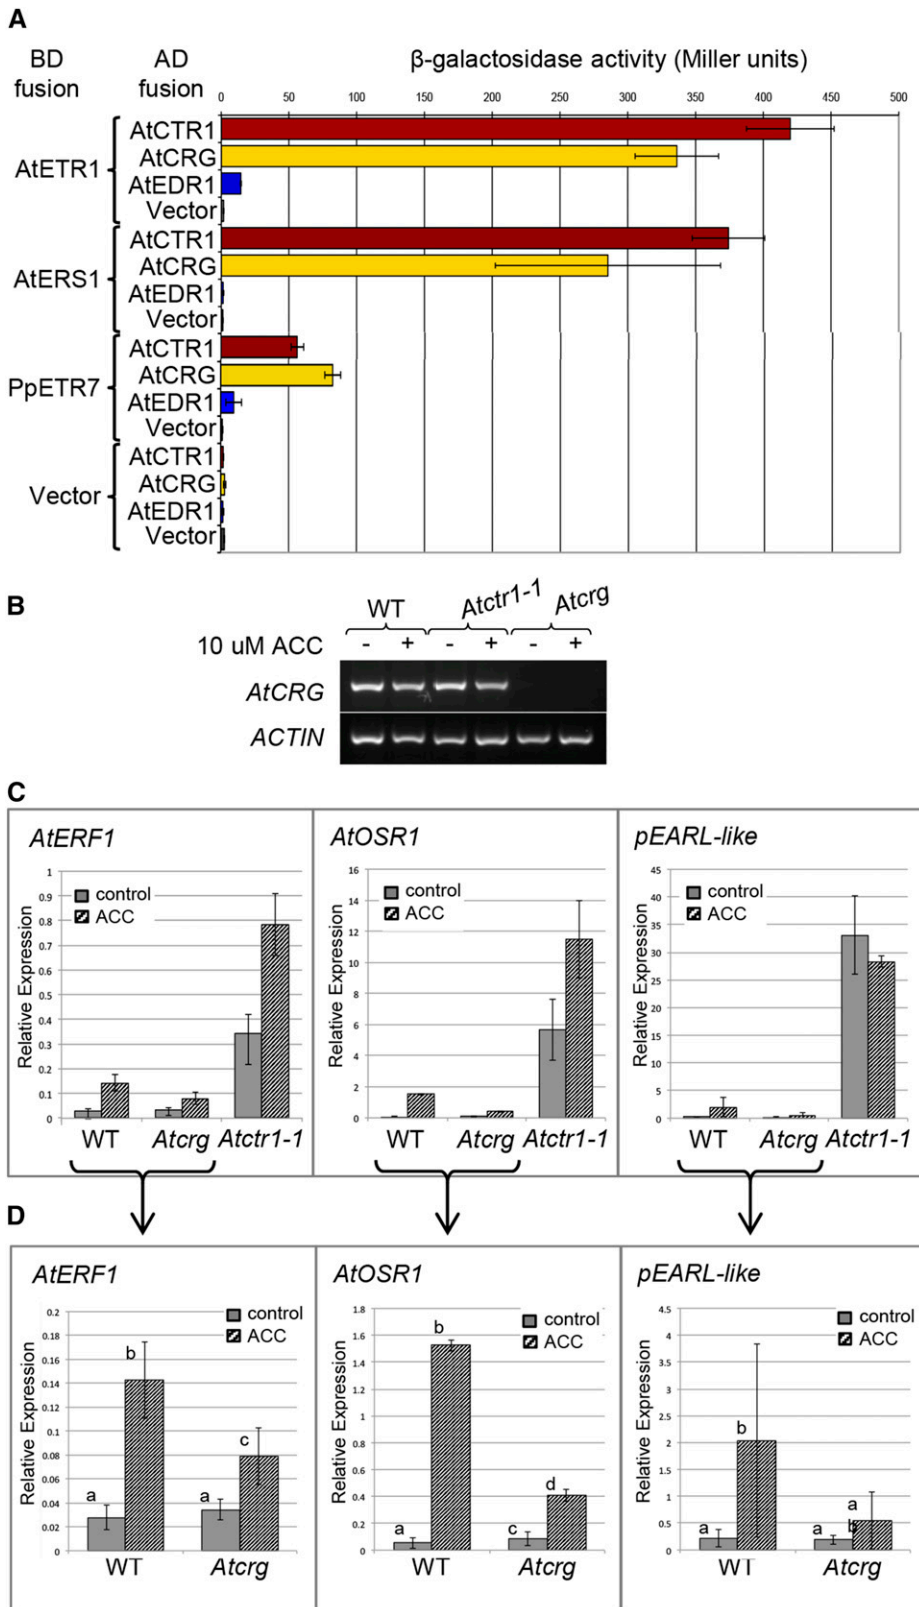 A
BD fusion
AD fusion
β-galactosidase activity (Miller units)
0 50 100 150 200 250 300 350 400 450 500
AtETR1
AtCTR1
AtCRG
AtEDR1
Vector
AtERS1
AtCTR1
AtCRG
AtEDR1
Vector
PpETR7
AtCTR1
AtCRG
AtEDR1
Vector
Vector
AtCTR1
AtCRG
AtEDR1
Vector
B
WT Atctr1-1 Atcrg
10 uM ACC - + - + - +
AtCRG
ACTIN
C
AtERF1
Relative Expression
1
0.9
0.8
0.7
0.6
0.5
0.4
0.3
0.2
0.1
0
control
ACC
WT Atcrg Atctr1-1
AtOSR1
Relative Expression
16
14
12
10
8
6
4
2
0
control
ACC
WT Atcrg Atctr1-1
pEARL-like
Relative Expression
45
40
35
30
25
20
15
10
5
0
control
ACC
WT Atcrg Atctr1-1
D
AtERF1
Relative Expression
0.2
0.18
0.16
0.14
0.12
0.1
0.08
0.06
0.04
0.02
0
control
ACC
a b a c
WT Atcrg
AtOSR1
Relative Expression
1.8
1.6
1.4
1.2
1
0.8
0.6
0.4
0.2
0
control
ACC
a b c d
WT Atcrg
pEARL-like
Relative Expression
4.5
4
3.5
3
2.5
2
1.5
1
0.5
0
control
ACC
a b a a b
WT Atcrg